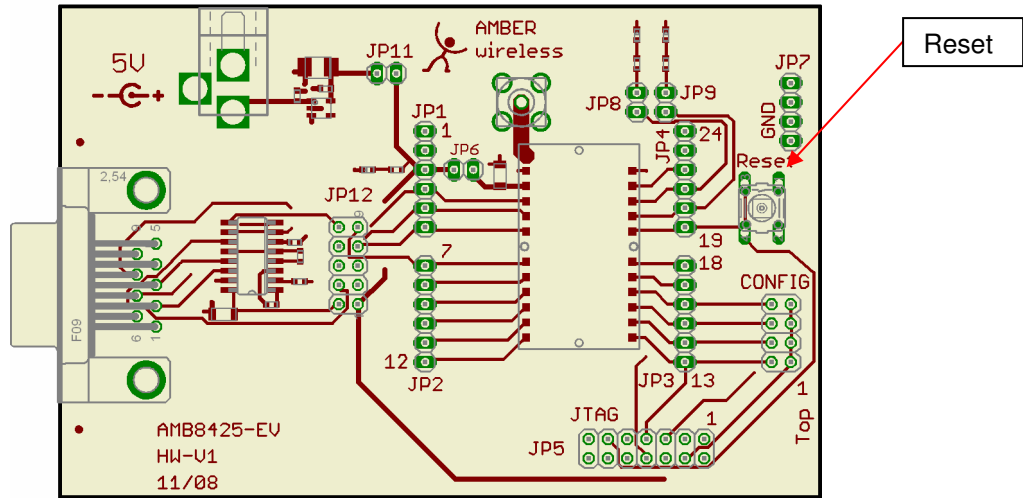 AMBER
wireless
Reset
5V
JP11
JP7
JP8
JP9
GND
JP1
1
JP4
24
JP6
Reset
2,54
JP12
9
9
5
19
7
18
CONFIG
F09
6
1
12
JP2
JP3
13
1
Top
JTAG
1
JP5
AMB8425-EV
HW-V1
11/08